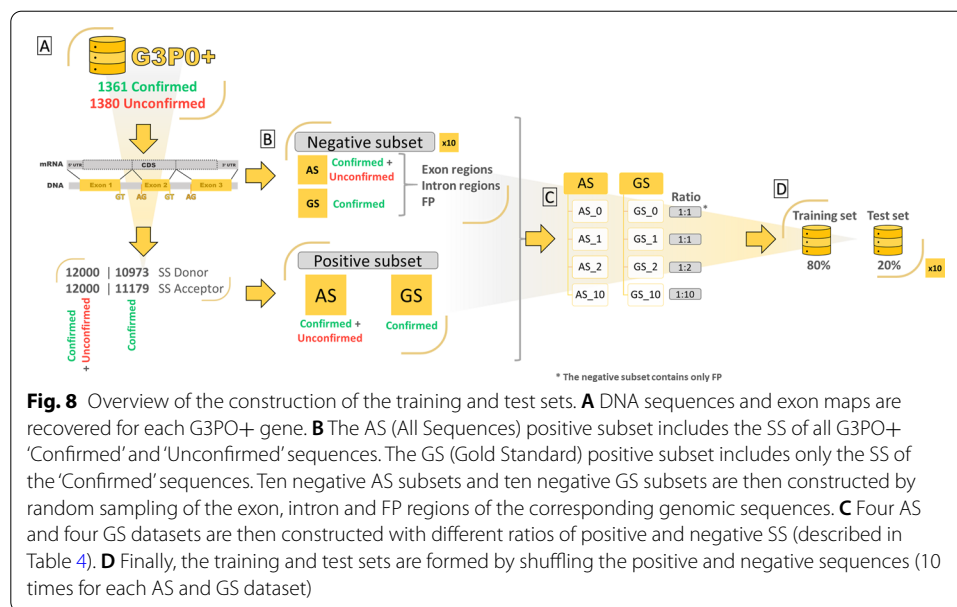 A
G3PO+
1361 Confirmed
1380 Unconfirmed
mRNA 5' UTR CDS 3' UTR
DNA Exon 1 Exon 2 Exon 3
GT AG GT AG
12000 | 10973 SS Donor
12000 | 11179 SS Acceptor
Confirmed
+ Unconfirmed
Confirmed
B
Negative subset x10
AS Confirmed +
Unconfirmed
GS Confirmed
Exon regions
Intron regions
FP
Positive subset
AS GS
Confirmed +
Unconfirmed
Confirmed
C
AS GS Ratio
AS_0 GS_0 1:1 *
AS_1 GS_1 1:1
AS_2 GS_2 1:2
AS_10 GS_10 1:10
D
Training set Test set
80% 20%
x10
* The negative subset contains only FP
Fig. 8 Overview of the construction of the training and test sets. A DNA sequences and exon maps are
recovered for each G3PO+ gene. B The AS (All Sequences) positive subset includes the SS of all G3PO+
‘Confirmed’ and ‘Unconfirmed’ sequences. The GS (Gold Standard) positive subset includes only the SS of
the ‘Confirmed’ sequences. Ten negative AS subsets and ten negative GS subsets are then constructed by
random sampling of the exon, intron and FP regions of the corresponding genomic sequences. C Four AS
and four GS datasets are then constructed with different ratios of positive and negative SS (described in
Table 4). D Finally, the training and test sets are formed by shuffling the positive and negative sequences (10
times for each AS and GS dataset)